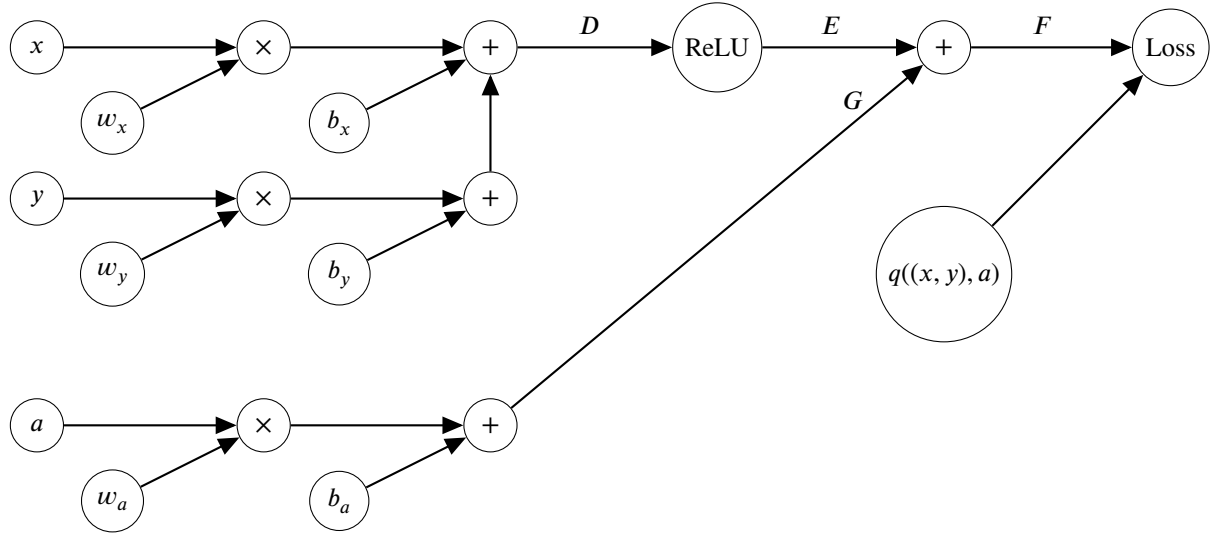 x × + D ReLU E + F Loss
w_x b_x G
y × +
w_y b_y q((x, y), a)
a × +
w_a b_a